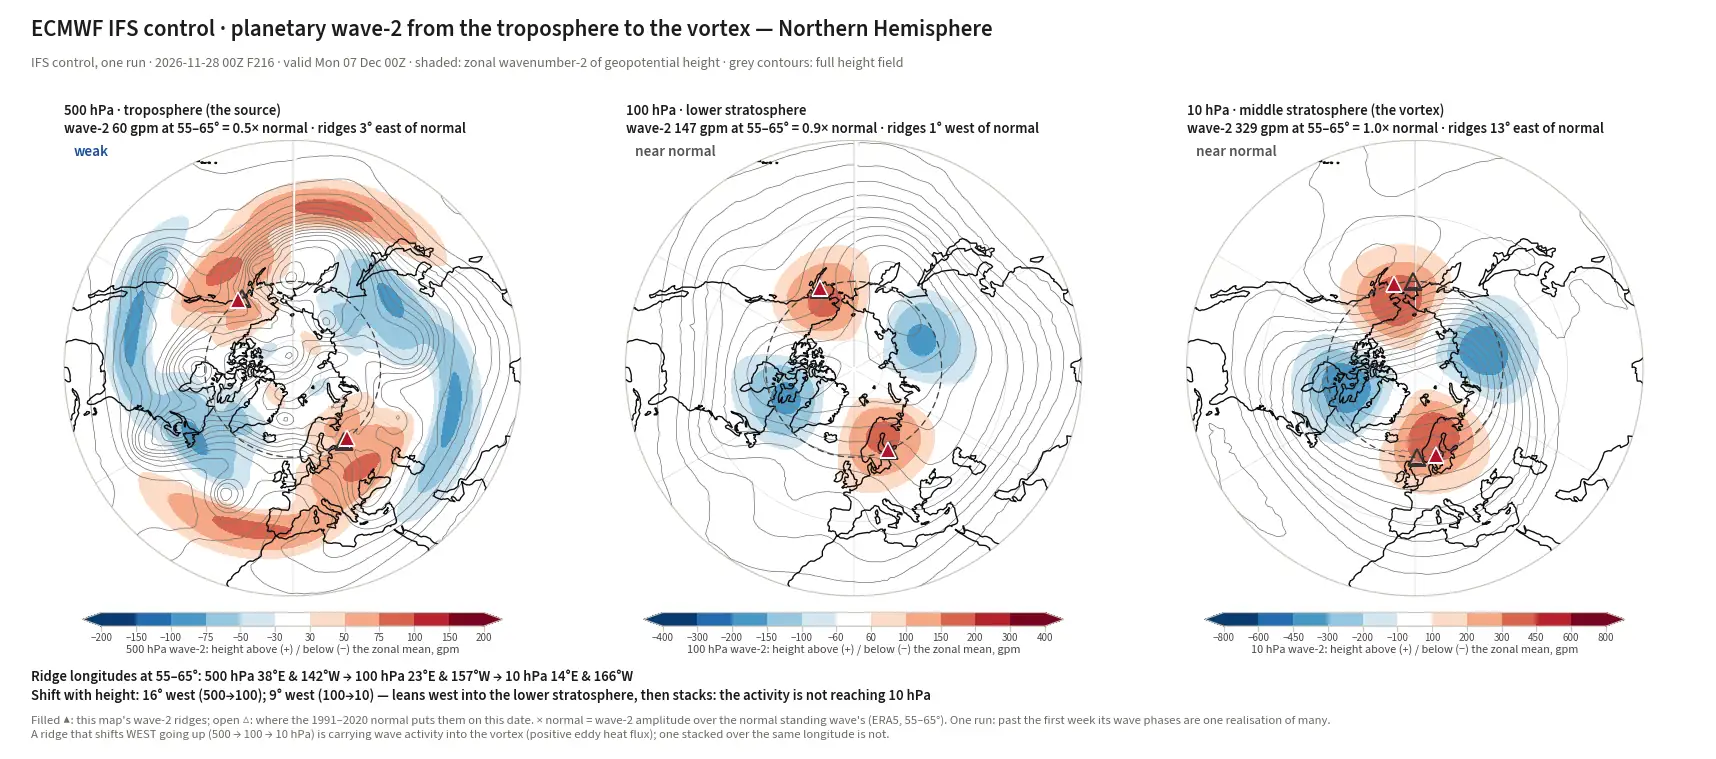 ECMWF IFS control · planetary wave-2 from the troposphere to the vortex — Northern Hemisphere
IFS control, one run · 2026-11-28 00Z F216 · valid Mon 07 Dec 00Z · shaded: zonal wavenumber-2 of geopotential height · grey contours: full height field
500 hPa · troposphere (the source)
wave-2 60 gpm at 55–65° = 0.5× normal · ridges 3° east of normal
weak
100 hPa · lower stratosphere
wave-2 147 gpm at 55–65° = 0.9× normal · ridges 1° west of normal
near normal
10 hPa · middle stratosphere (the vortex)
wave-2 329 gpm at 55–65° = 1.0× normal · ridges 13° east of normal
near normal
−200 −150 −100 −75 −50 −30 30 50 75 100 150 200
500 hPa wave-2: height above (+) / below (−) the zonal mean, gpm
−400 −300 −200 −150 −100 −60 60 100 150 200 300 400
100 hPa wave-2: height above (+) / below (−) the zonal mean, gpm
−800 −600 −450 −300 −200 −100 100 200 300 450 600 800
10 hPa wave-2: height above (+) / below (−) the zonal mean, gpm
Ridge longitudes at 55–65°: 500 hPa 38°E & 142°W → 100 hPa 23°E & 157°W → 10 hPa 14°E & 166°W
Shift with height: 16° west (500→100); 9° west (100→10) — leans west into the lower stratosphere, then stacks: the activity is not reaching 10 hPa
Filled ▲: this map's wave-2 ridges; open △: where the 1991–2020 normal puts them on this date. × normal = wave-2 amplitude over the normal standing wave's (ERA5, 55–65°). One run: past the first week its wave phases are one realisation of many.
A ridge that shifts WEST going up (500 → 100 → 10 hPa) is carrying wave activity into the vortex (positive eddy heat flux); one stacked over the same longitude is not.